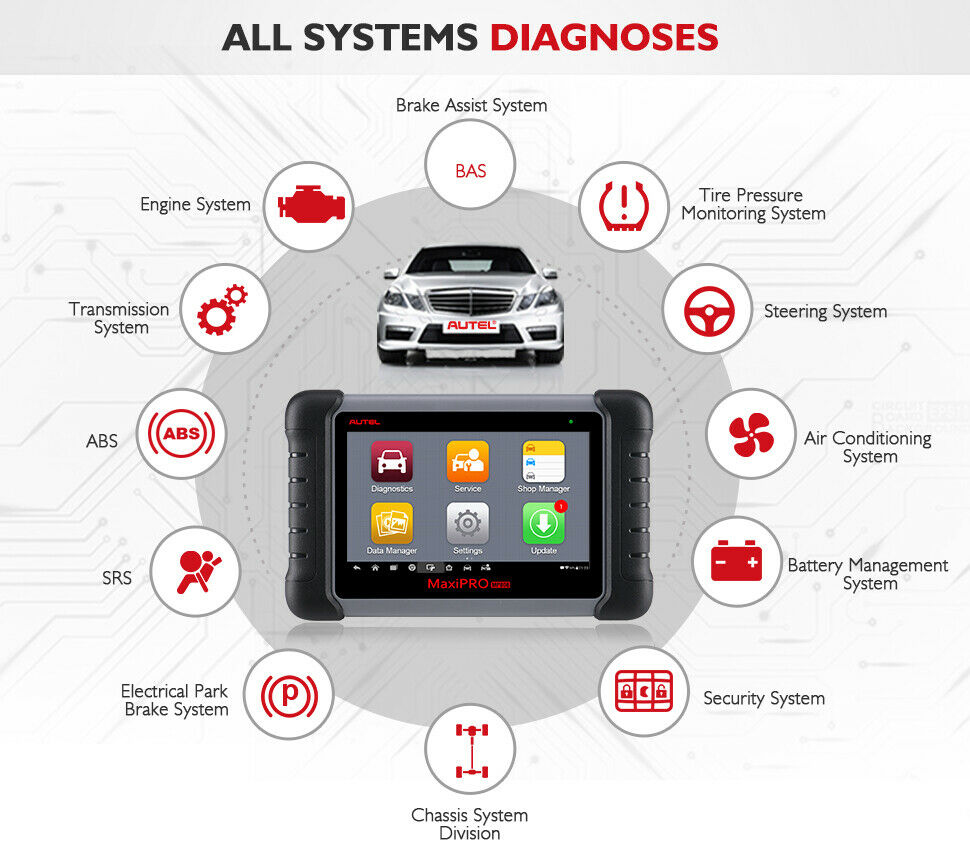 ALL SYSTEMS DIAGNOSES
Brake Assist System
BAS
Engine System
Tire Pressure
Monitoring System
Transmission
System
Steering System
AUTEL
ABS
ABS
Air Conditioning
System
AUTEL
Diagnostics
Service
Shop Manager
Data Manager
Settings
1
Update
MaxiPRO
SRS
Battery Management
System
Electrical Park
Brake System
P
Security System
Chassis System
Division